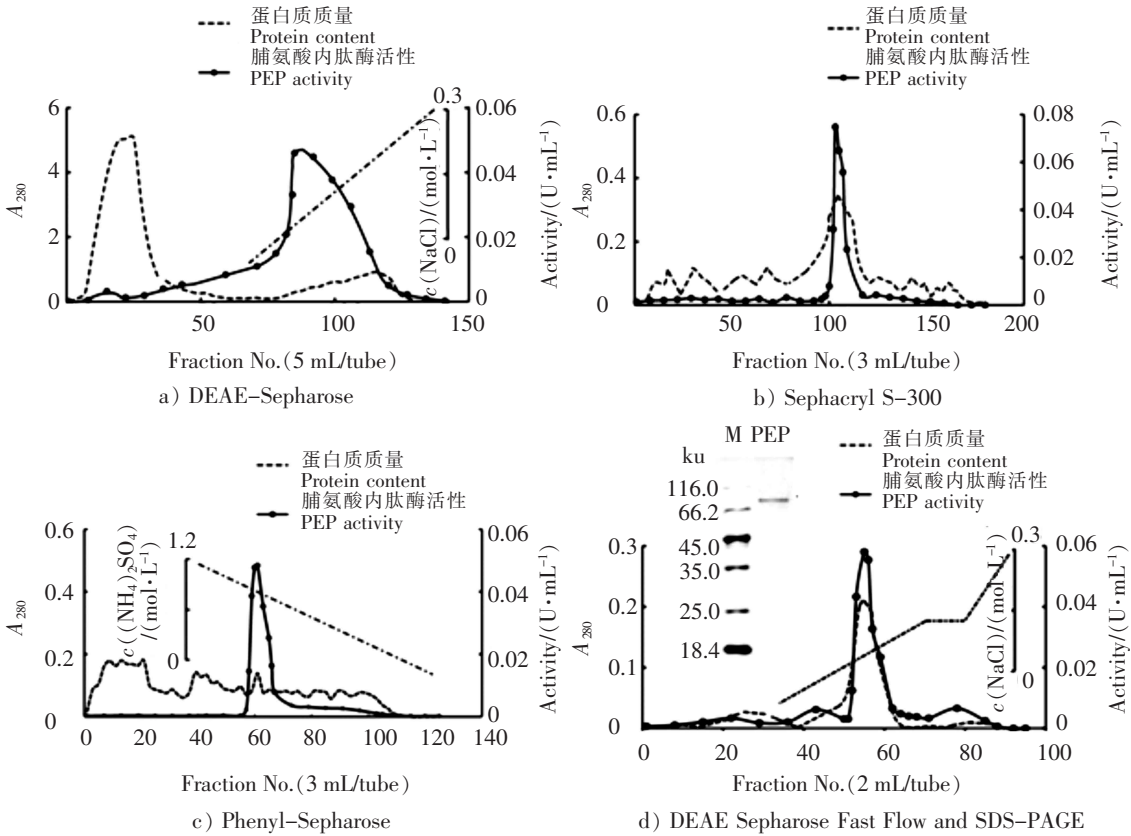 蛋白质质量
Protein content
脯氨酸内肽酶活性
PEP activity
6
4
2
0
A280
50
100
150
0.3
0
c(NaCl)/(mol·L⁻¹)
0.06
0.04
0.02
0
Activity/(U·mL⁻¹)
Fraction No.(5 mL/tube)
a) DEAE-Sepharose
蛋白质质量
Protein content
脯氨酸内肽酶活性
PEP activity
0.6
0.4
0.2
0
A280
50
100
150
200
0.08
0.06
0.04
0.02
0
Activity/(U·mL⁻¹)
Fraction No.(3 mL/tube)
b) Sephacryl S-300
蛋白质质量
Protein content
脯氨酸内肽酶活性
PEP activity
0.6
0.4
0.2
0
A280
c((NH4)2SO4)
/(mol·L⁻¹)
1.2
0
0
20
40
60
80
100
120
140
0.06
0.04
0.02
0
Activity/(U·mL⁻¹)
Fraction No.(3 mL/tube)
c) Phenyl-Sepharose
M PEP
ku
116.0
66.2
45.0
35.0
25.0
18.4
蛋白质质量
Protein content
脯氨酸内肽酶活性
PEP activity
0.3
0.2
0.1
0
A280
0
20
40
60
80
100
c(NaCl)/(mol·L⁻¹)
0.3
0
0.06
0.04
0.02
0
Activity/(U·mL⁻¹)
Fraction No.(2 mL/tube)
d) DEAE Sepharose Fast Flow and SDS-PAGE